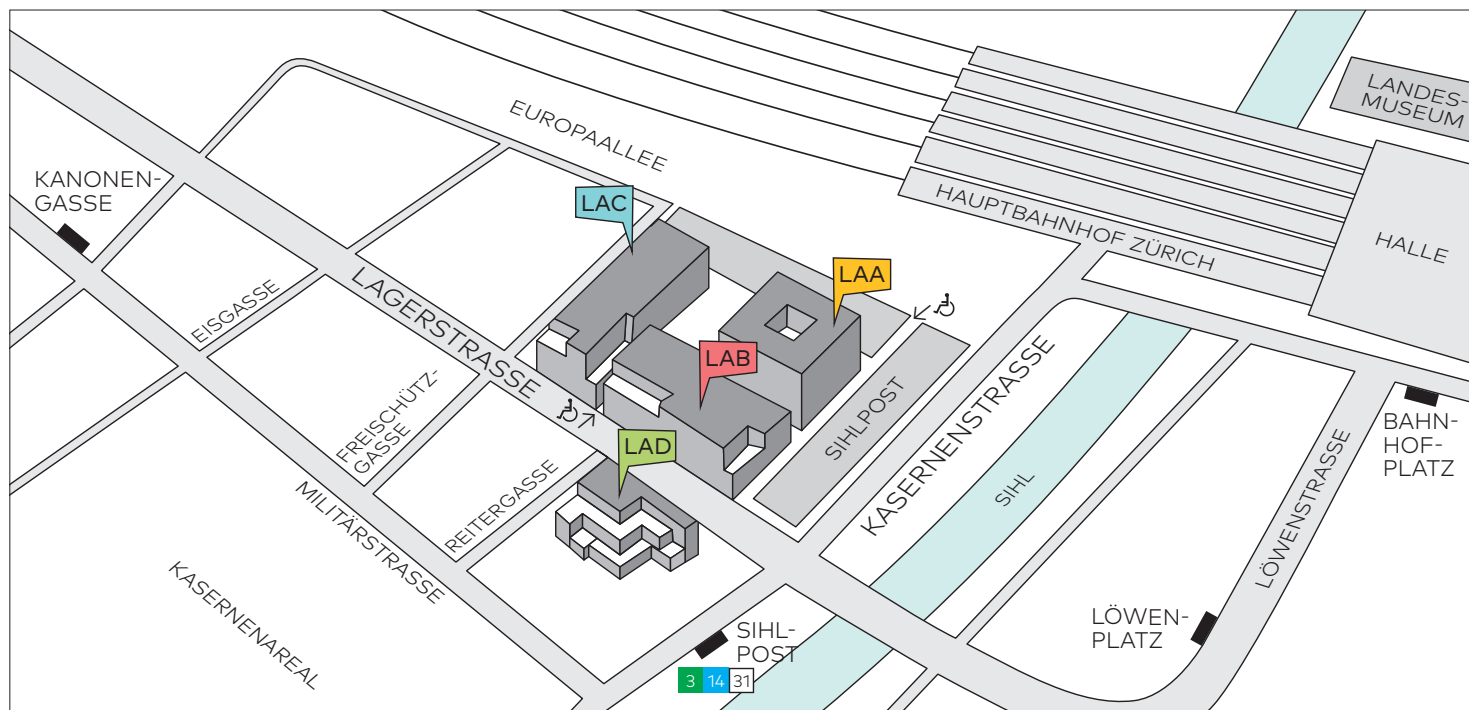 LANDES-
MUSEUM
EUROPAALLEE
KANONEN-
GASSE
LAC
HAUPTBAHNHOF ZÜRICH
HALLE
LAA
EISGASSE
LAGERSTRASSE
LAB
SIHLPOST
KASERNENSTRASSE
FREISCHÜTZ-
GASSE
LAD
BAHN-
HOF-
PLATZ
REITERGASSE
MILITÄRSTRASSE
SIHL
LÖWENSTRASSE
KASERNENAREAL
SIHL-
POST
3 14 31
LÖWEN-
PLATZ